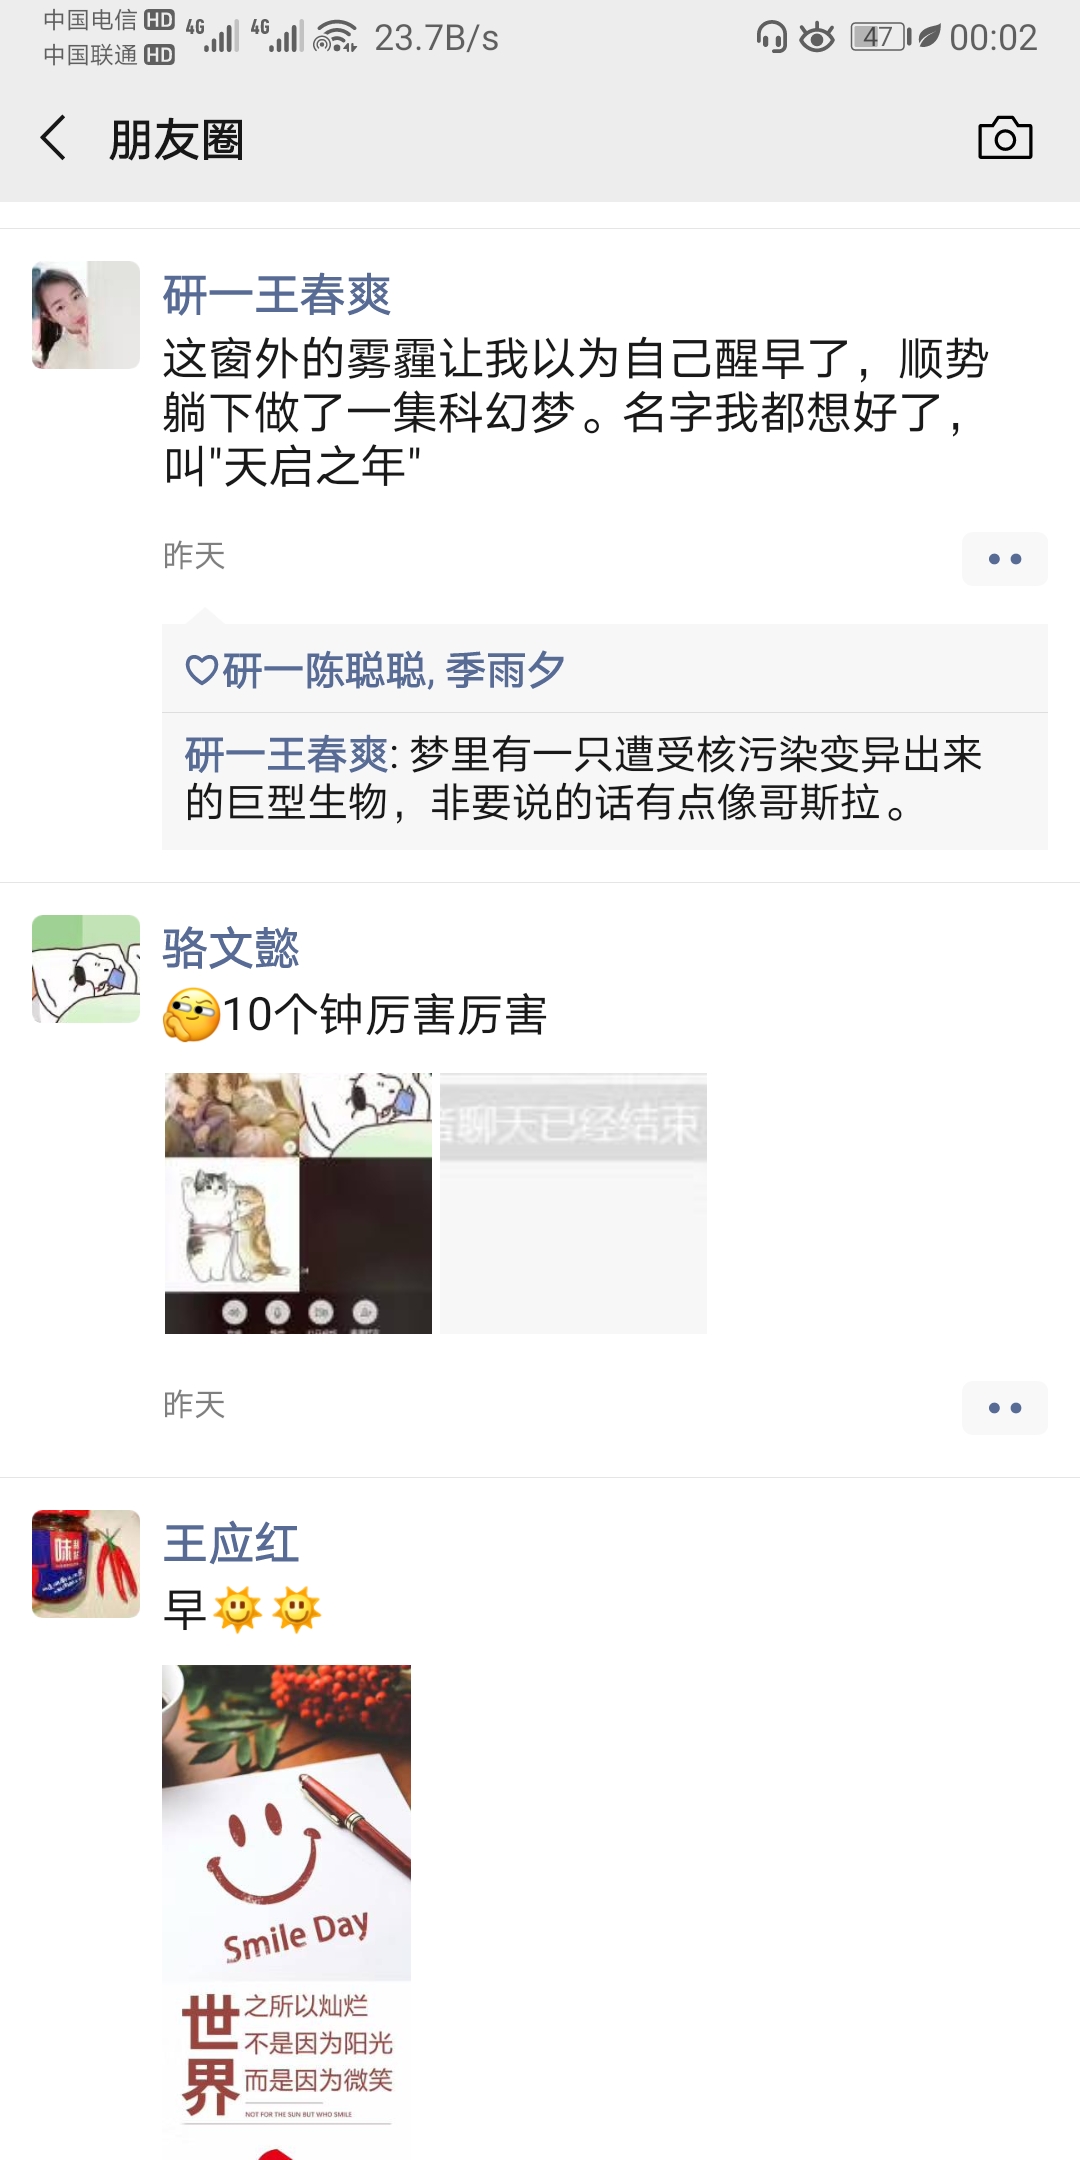 中国电信 HD 4G 4G 23.7B/s 47 00:02
中国联通 HD
朋友圈
研一王春爽
这窗外的雾霾让我以为自己醒早了，顺势
躺下做了一集科幻梦。名字我都想好了，
叫"天启之年"
昨天
研一陈聪聪, 季雨夕
研一王春爽: 梦里有一只遭受核污染变异出来
的巨型生物，非要说的话有点像哥斯拉。
骆文懿
10个钟厉害厉害
聊天已经结束
昨天
王应红
味
早
Smile Day
世界
之所以灿烂
不是因为阳光
而是因为微笑
NOT FOR THE SUN BUT WHO SMILE